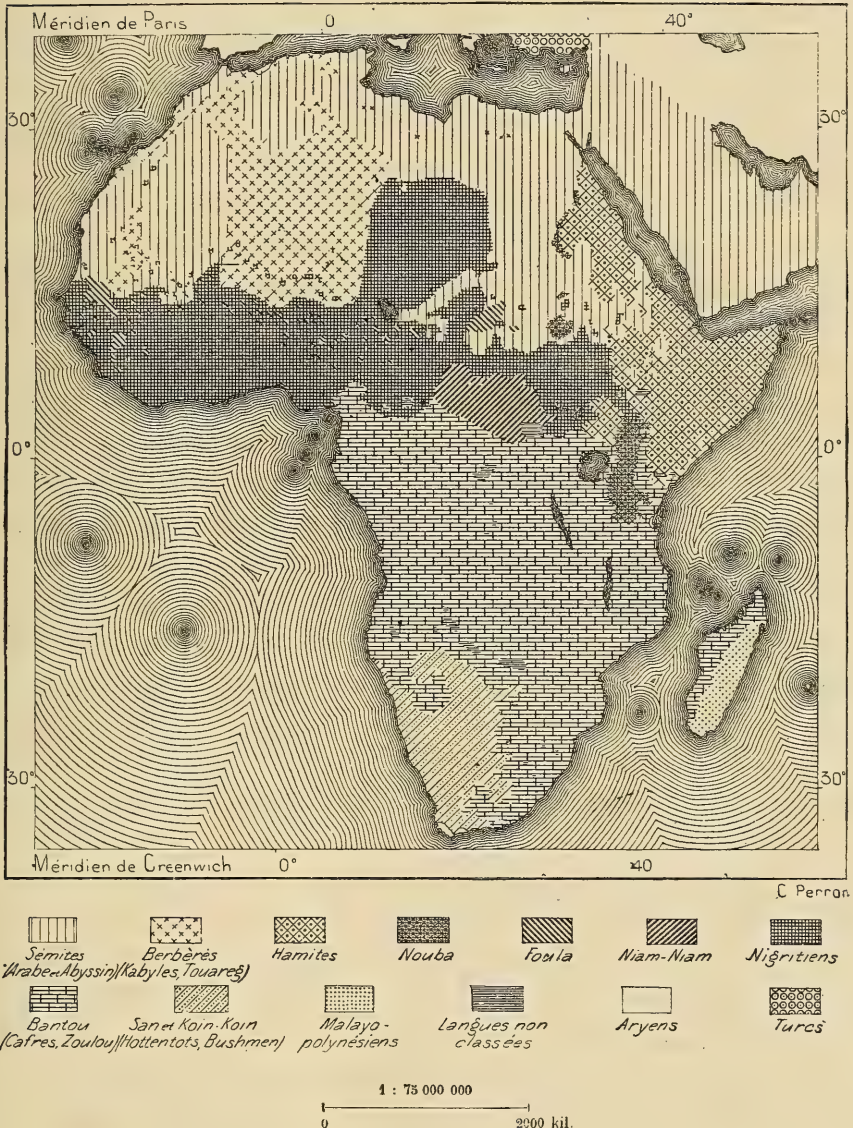 Méridien de Paris 0 40°
30° 30°
0° 0°
30° 30°
Méridien de Greenwich 0° 40
C Perron
Sémites Berbères Hamites Nouba Foula Niam-Niam Nigritiens
(Arabe et Abyssin) (Kabyles, Touareg)
Bantou San et Koin-Koin Malayo- Langues non Aryens Turcs
(Cafres, Zoulou) (Hottentots, Bushmen) polynésiens classées
1 : 75 000 000
0 2000 kil.